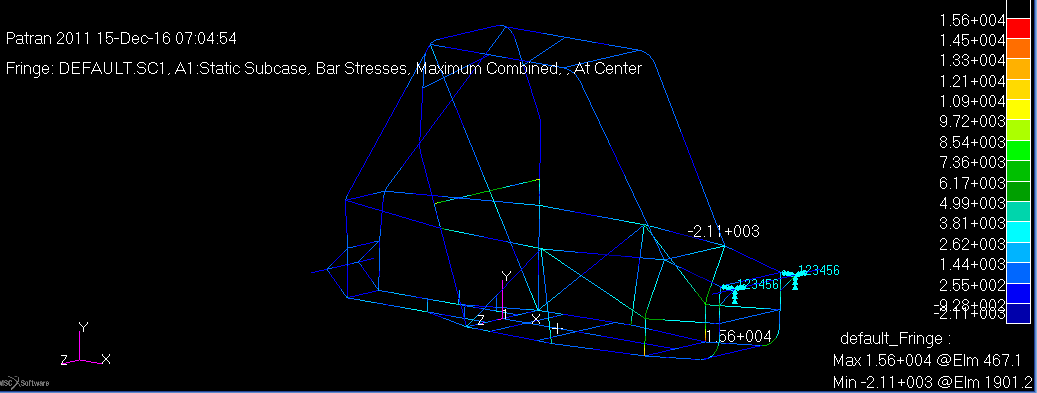 Patran 2011 15-Dec-16 07:04:54
Fringe: DEFAULT.SC1, A1:Static Subcase, Bar Stresses, Maximum Combined, , At Center
1.56+004
1.45+004
1.33+004
1.21+004
1.09+004
9.72+003
8.54+003
7.36+003
6.17+003
4.99+003
3.81+003
2.62+003
1.44+003
2.55+002
-9.28+002
-2.11+003
-2.11+003
123456
123456
Y
Z
X
1.56+004
Y
Z
X
default_Fringe :
Max 1.56+004 @Elm 467.1
Min -2.11+003 @Elm 1901.2
MSC Software